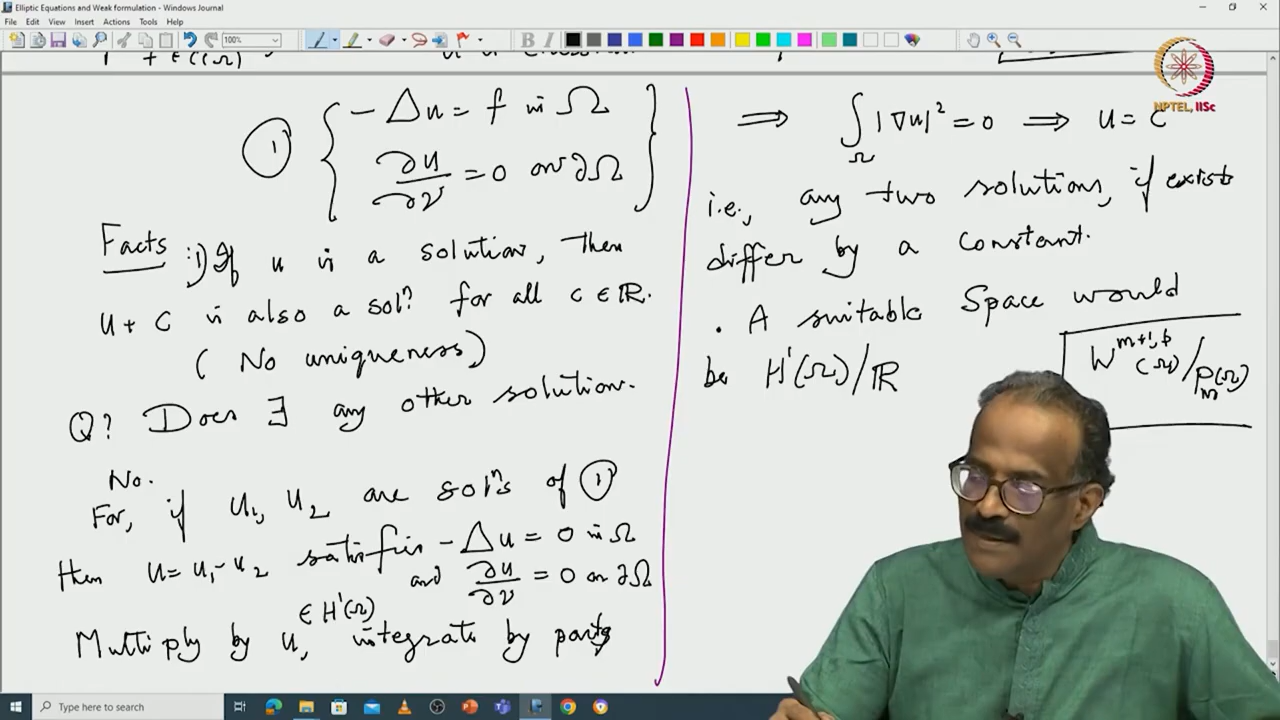 Elliptic Equations and Weak formulation - Windows Journal
File Edit View Insert Actions Tools Help
100%
B I
NPTEL, IISc
① { -Δu = f in Ω
∂u/∂ν = 0 on ∂Ω }
Facts i) If u is a solution, then
u + c is also a solⁿ for all c ∈ ℝ.
( No uniqueness)
Q? Does ∃ any other solution.
No.
For, if u₁, u₂ are solⁿs of ①
then u = u₁ - u₂ satisfies -Δu = 0 in Ω
and ∂u/∂ν = 0 on ∂Ω
∈ H¹(Ω)
Multiply by u, integrate by parts
⟹ ∫_Ω |∇u|² = 0 ⟹ u = c
i.e., any two solutions, if exists
differ by a constant.
. A suitable Space would
be H¹(Ω)/ℝ
W^{m+1,p}(Ω)/P_m(Ω)
Type here to search